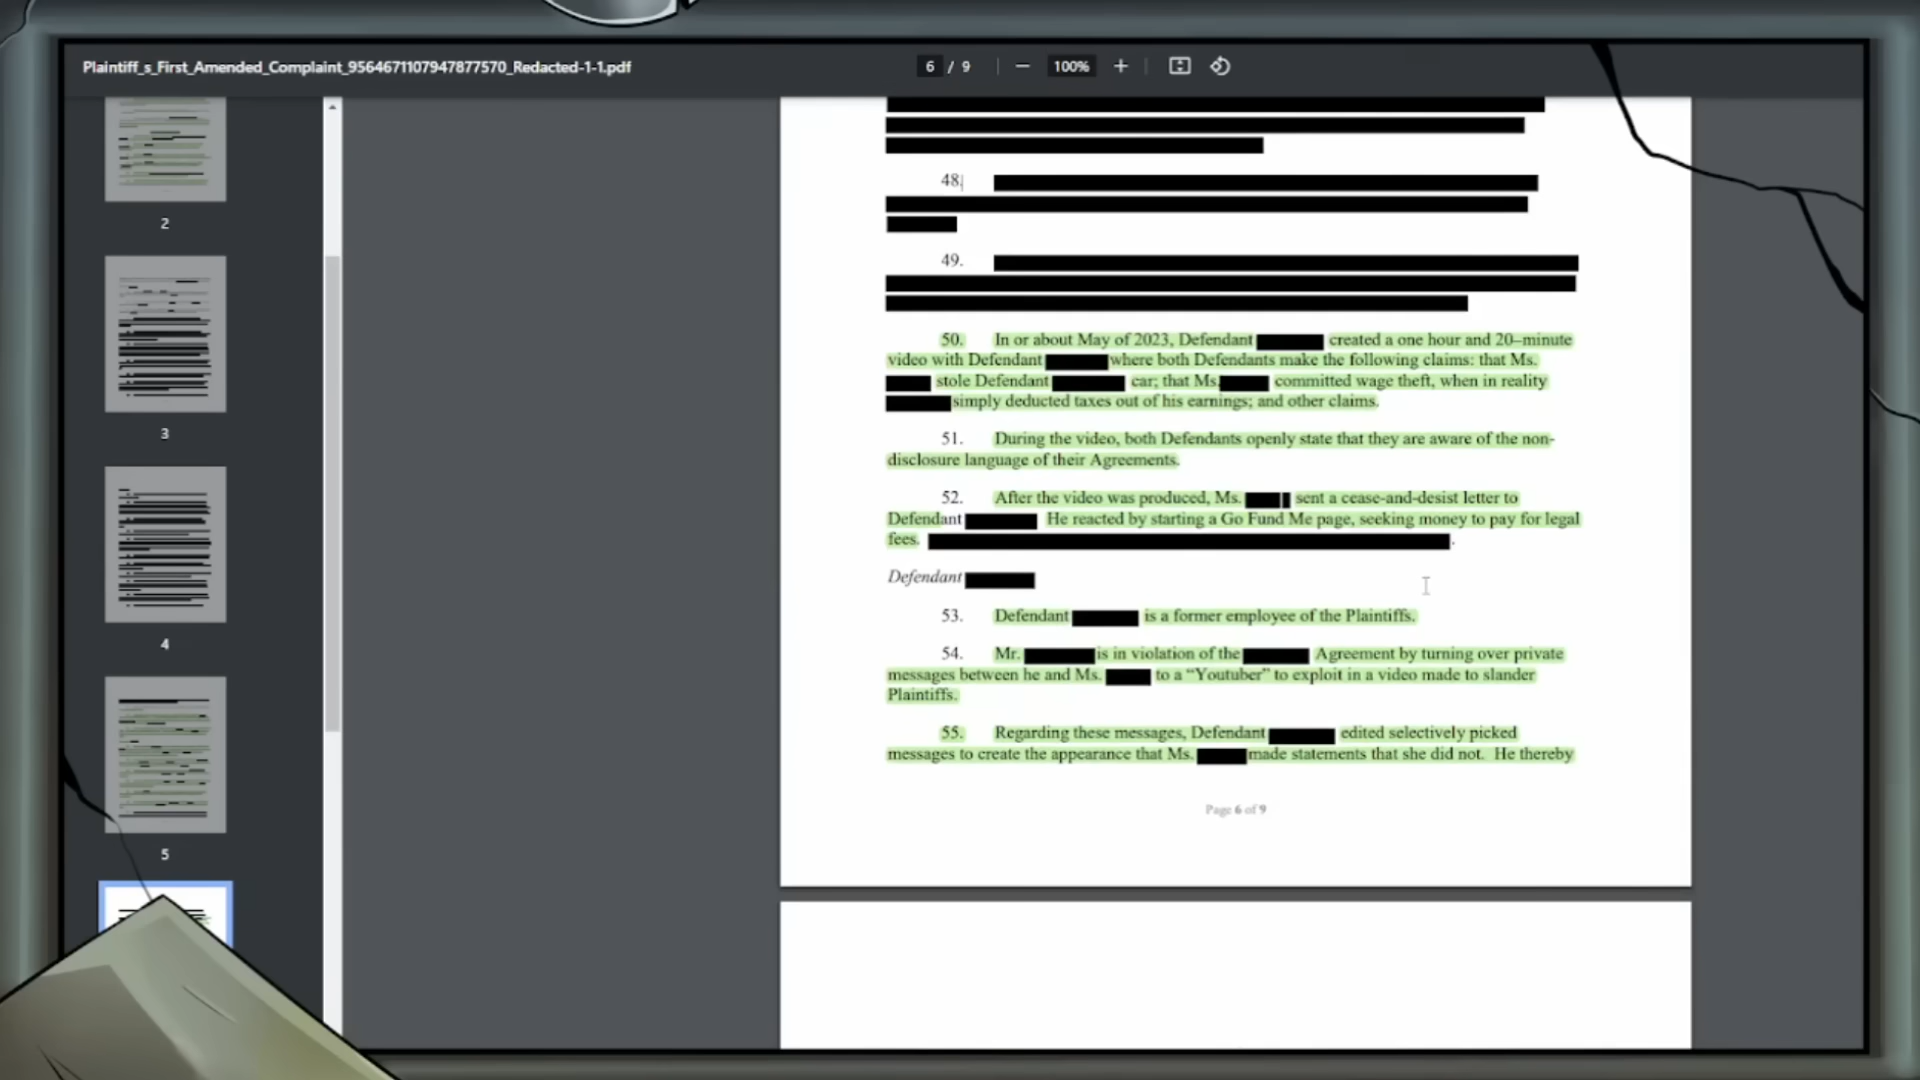 Plaintiff_s_First_Amended_Complaint_9564671107947877570_Redacted-1-1.pdf
6 / 9
100%
2
3
4
5
48.
49.
50. In or about May of 2023, Defendant created a one hour and 20–minute
video with Defendant where both Defendants make the following claims: that Ms.
stole Defendant car; that Ms. committed wage theft, when in reality
simply deducted taxes out of his earnings; and other claims.
51. During the video, both Defendants openly state that they are aware of the non-
disclosure language of their Agreements.
52. After the video was produced, Ms. sent a cease-and-desist letter to
Defendant He reacted by starting a Go Fund Me page, seeking money to pay for legal
fees. .
Defendant
53. Defendant is a former employee of the Plaintiffs.
54. Mr. is in violation of the Agreement by turning over private
messages between he and Ms. to a “Youtuber” to exploit in a video made to slander
Plaintiffs.
55. Regarding these messages, Defendant edited selectively picked
messages to create the appearance that Ms. made statements that she did not. He thereby
Page 6 of 9